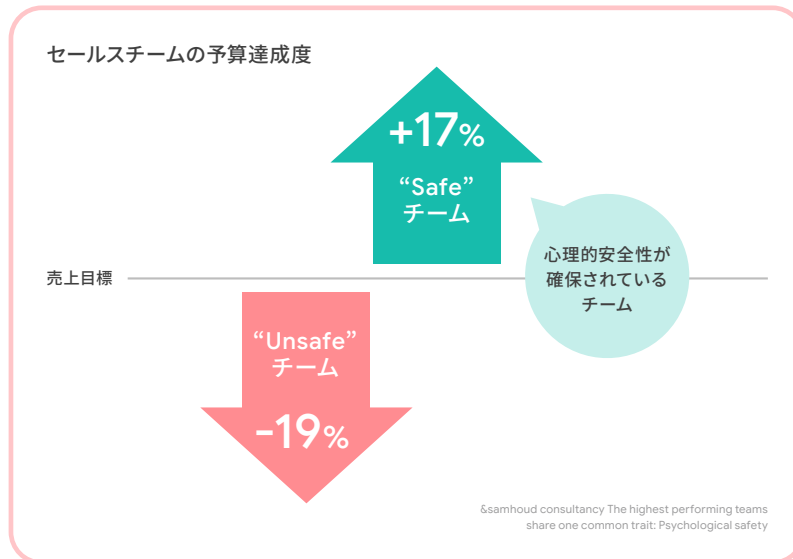 セールスチームの予算達成度
+17%
“Safe”
チーム
心理的安全性が
確保されている
チーム
売上目標
“Unsafe”
チーム
-19%
&samhoud consultancy The highest performing teams
share one common trait: Psychological safety